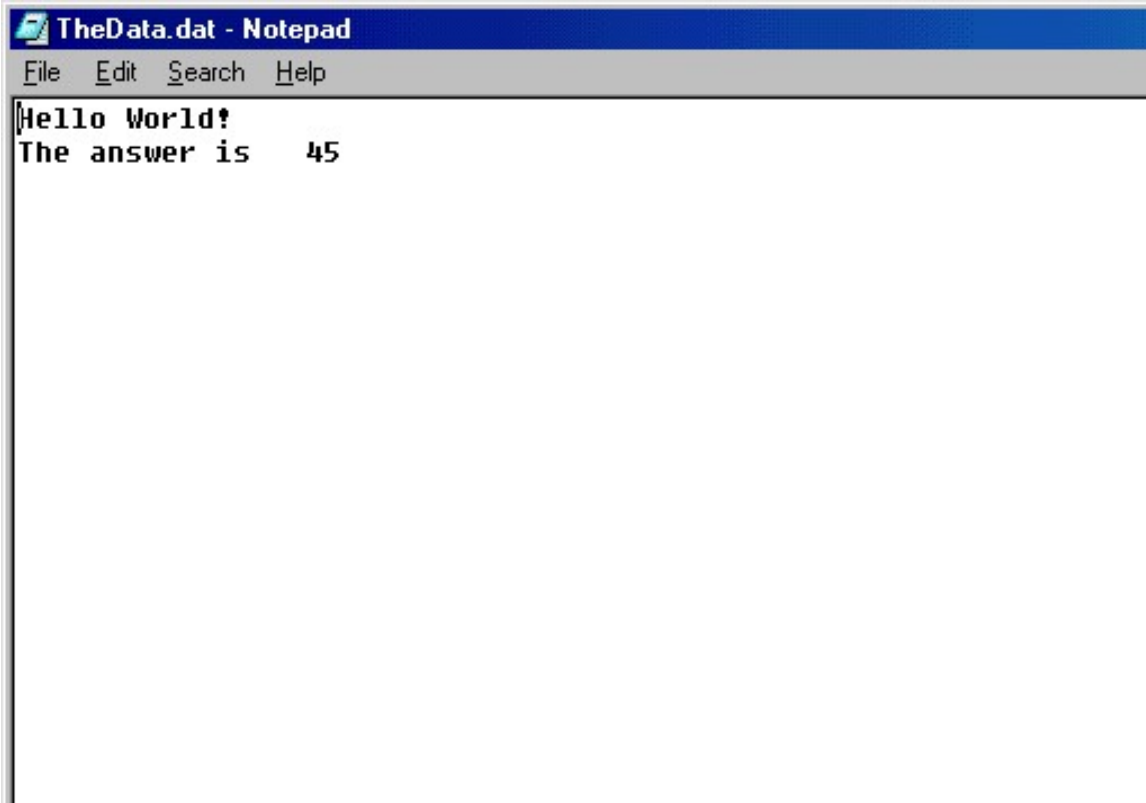 TheData.dat - Notepad
File Edit Search Help
Hello World!
The answer is   45